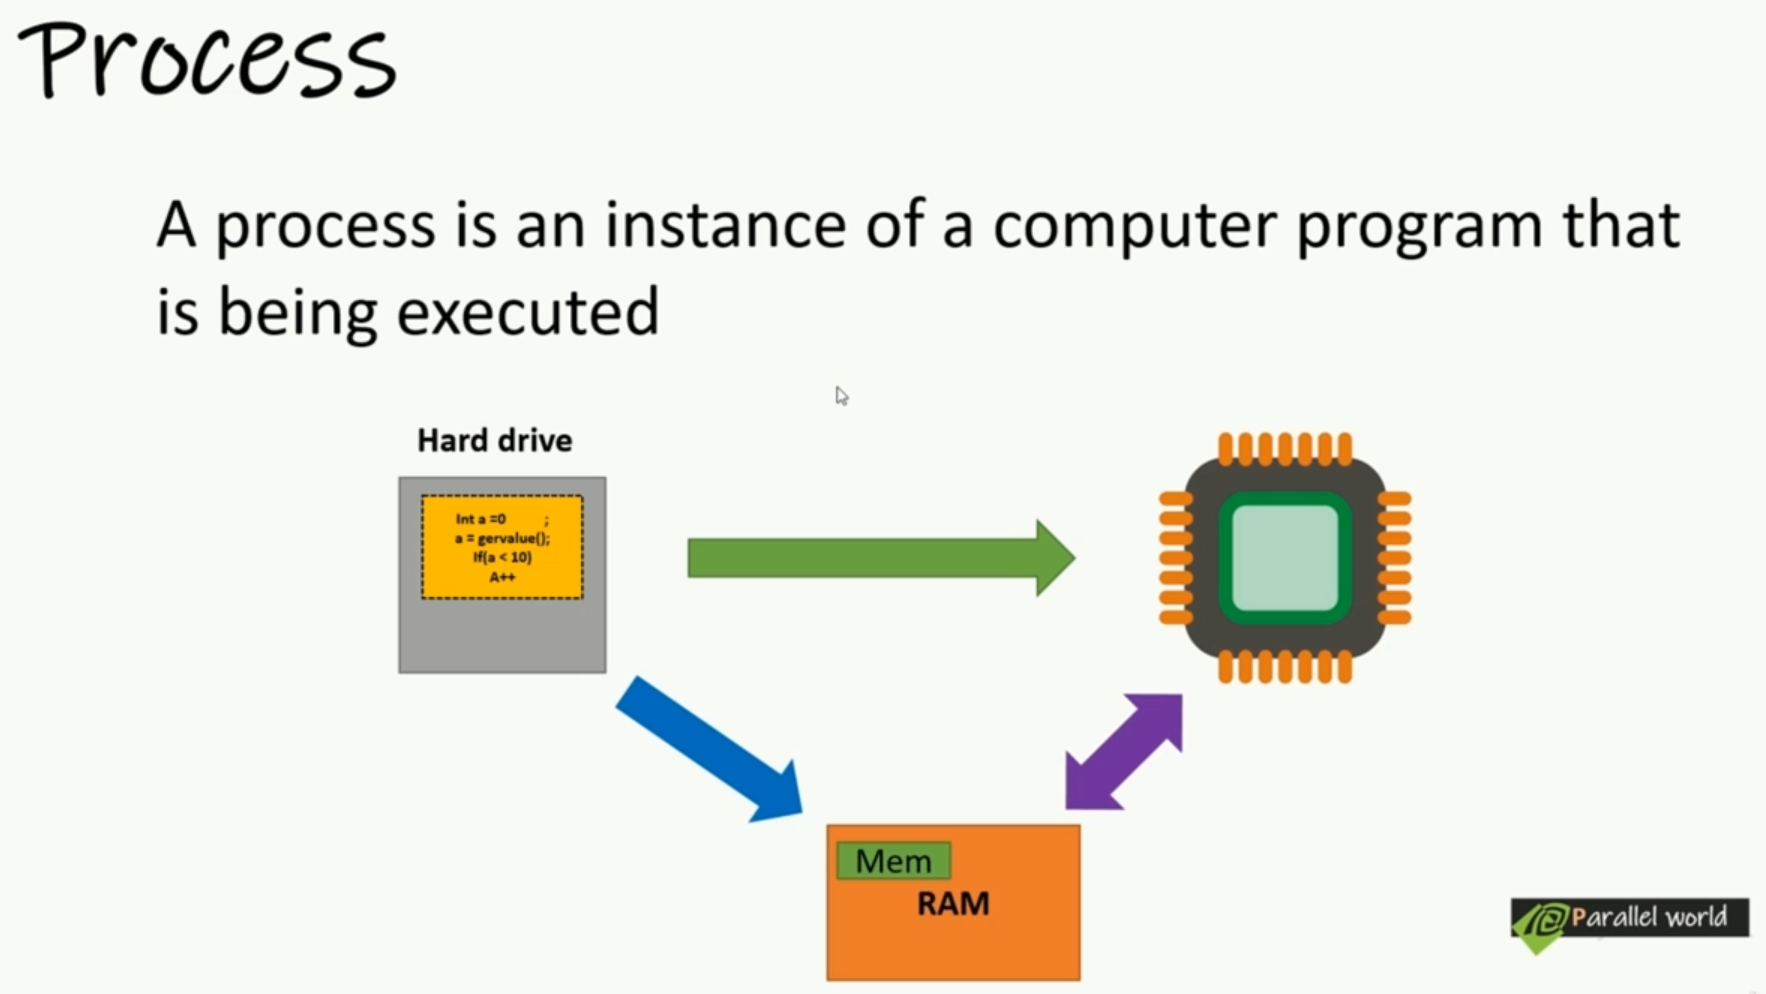 Process
A process is an instance of a computer program that
is being executed
Hard drive
Int a =0 ;
a = gervalue();
If(a < 10)
A++
Mem
RAM
Parallel world